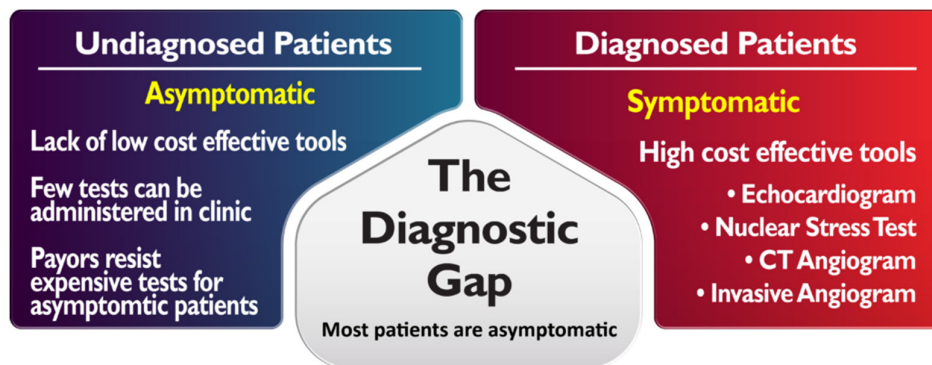 Undiagnosed Patients
Asymptomatic
Lack of low cost effective tools
Few tests can be
administered in clinic
Payors resist
expensive tests for
asymptomtic patients
The
Diagnostic
Gap
Most patients are asymptomatic
Diagnosed Patients
Symptomatic
High cost effective tools
• Echocardiogram
• Nuclear Stress Test
• CT Angiogram
• Invasive Angiogram